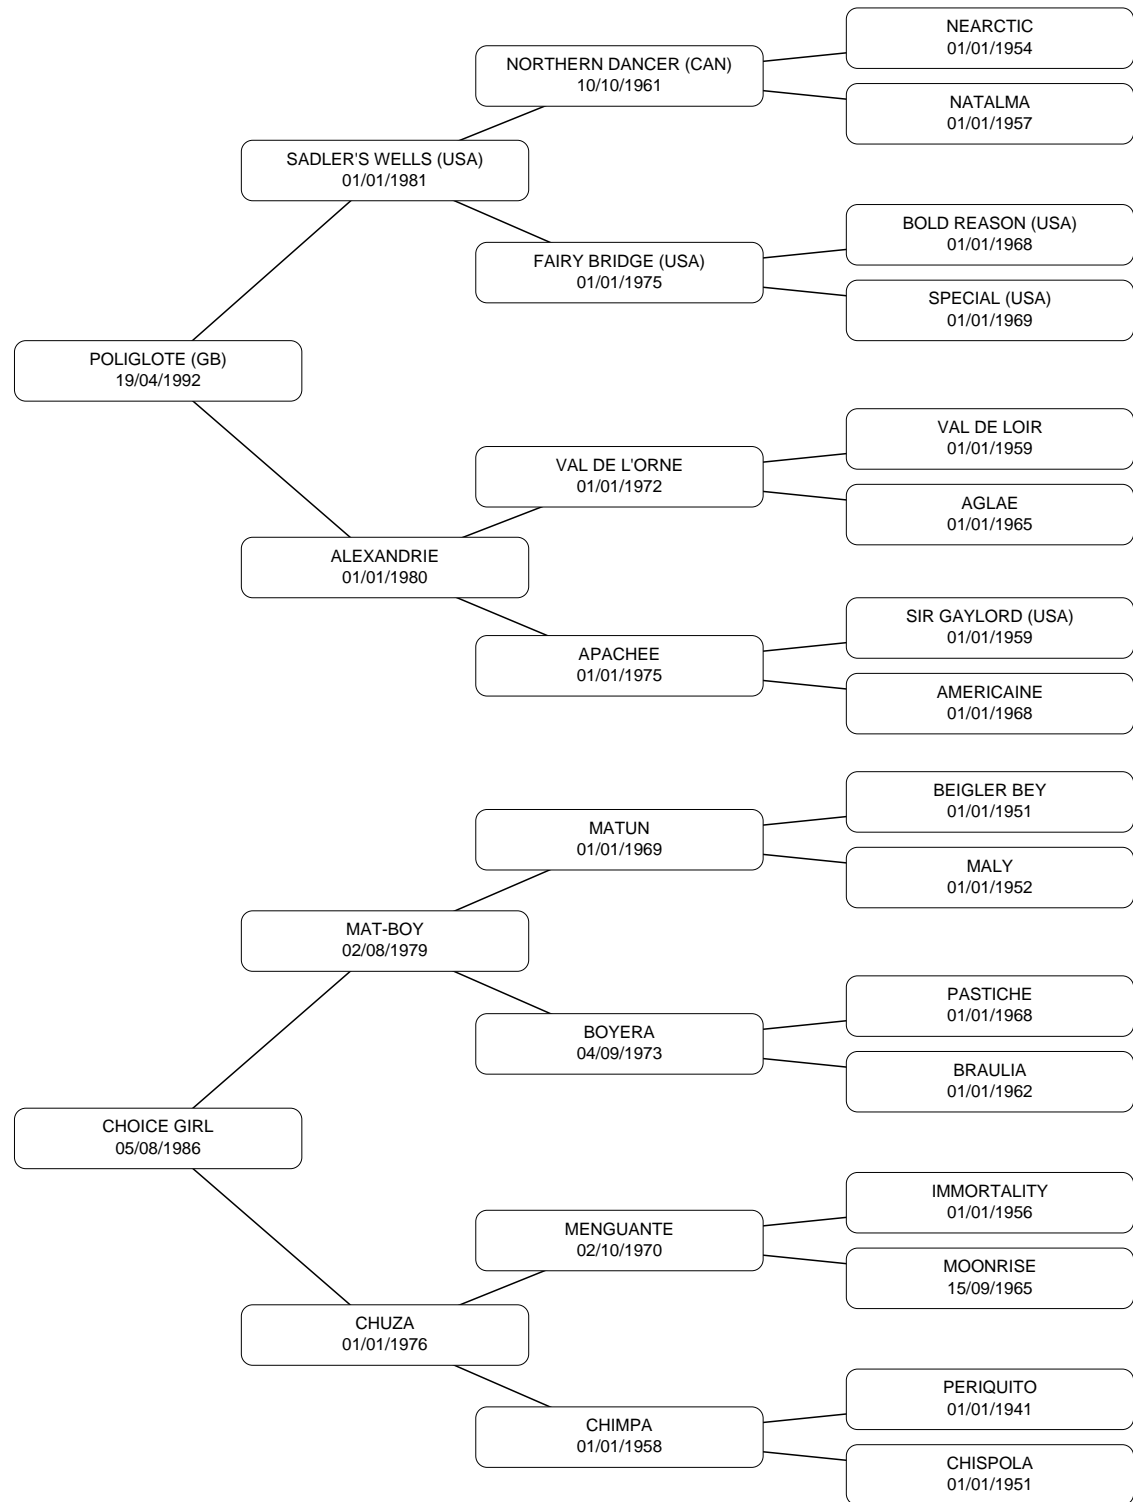 NEARCTIC
01/01/1954
NORTHERN DANCER (CAN)
10/10/1961
NATALMA
01/01/1957
SADLER'S WELLS (USA)
01/01/1981
BOLD REASON (USA)
01/01/1968
FAIRY BRIDGE (USA)
01/01/1975
SPECIAL (USA)
01/01/1969
POLIGLOTE (GB)
19/04/1992
VAL DE LOIR
01/01/1959
VAL DE L'ORNE
01/01/1972
AGLAE
01/01/1965
ALEXANDRIE
01/01/1980
SIR GAYLORD (USA)
01/01/1959
APACHEE
01/01/1975
AMERICAINE
01/01/1968
BEIGLER BEY
01/01/1951
MATUN
01/01/1969
MALY
01/01/1952
MAT-BOY
02/08/1979
PASTICHE
01/01/1968
BOYERA
04/09/1973
BRAULIA
01/01/1962
CHOICE GIRL
05/08/1986
IMMORTALITY
01/01/1956
MENGUANTE
02/10/1970
MOONRISE
15/09/1965
CHUZA
01/01/1976
PERIQUITO
01/01/1941
CHIMPA
01/01/1958
CHISPOLA
01/01/1951